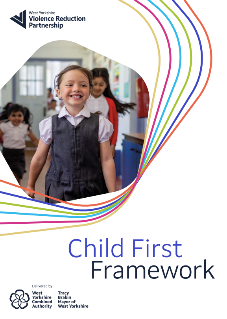 West Yorkshire
Violence Reduction
Partnership
Child First
Framework
Delivered by
West
Yorkshire
Combined
Authority
Tracy
Brabin
Mayor of
West Yorkshire